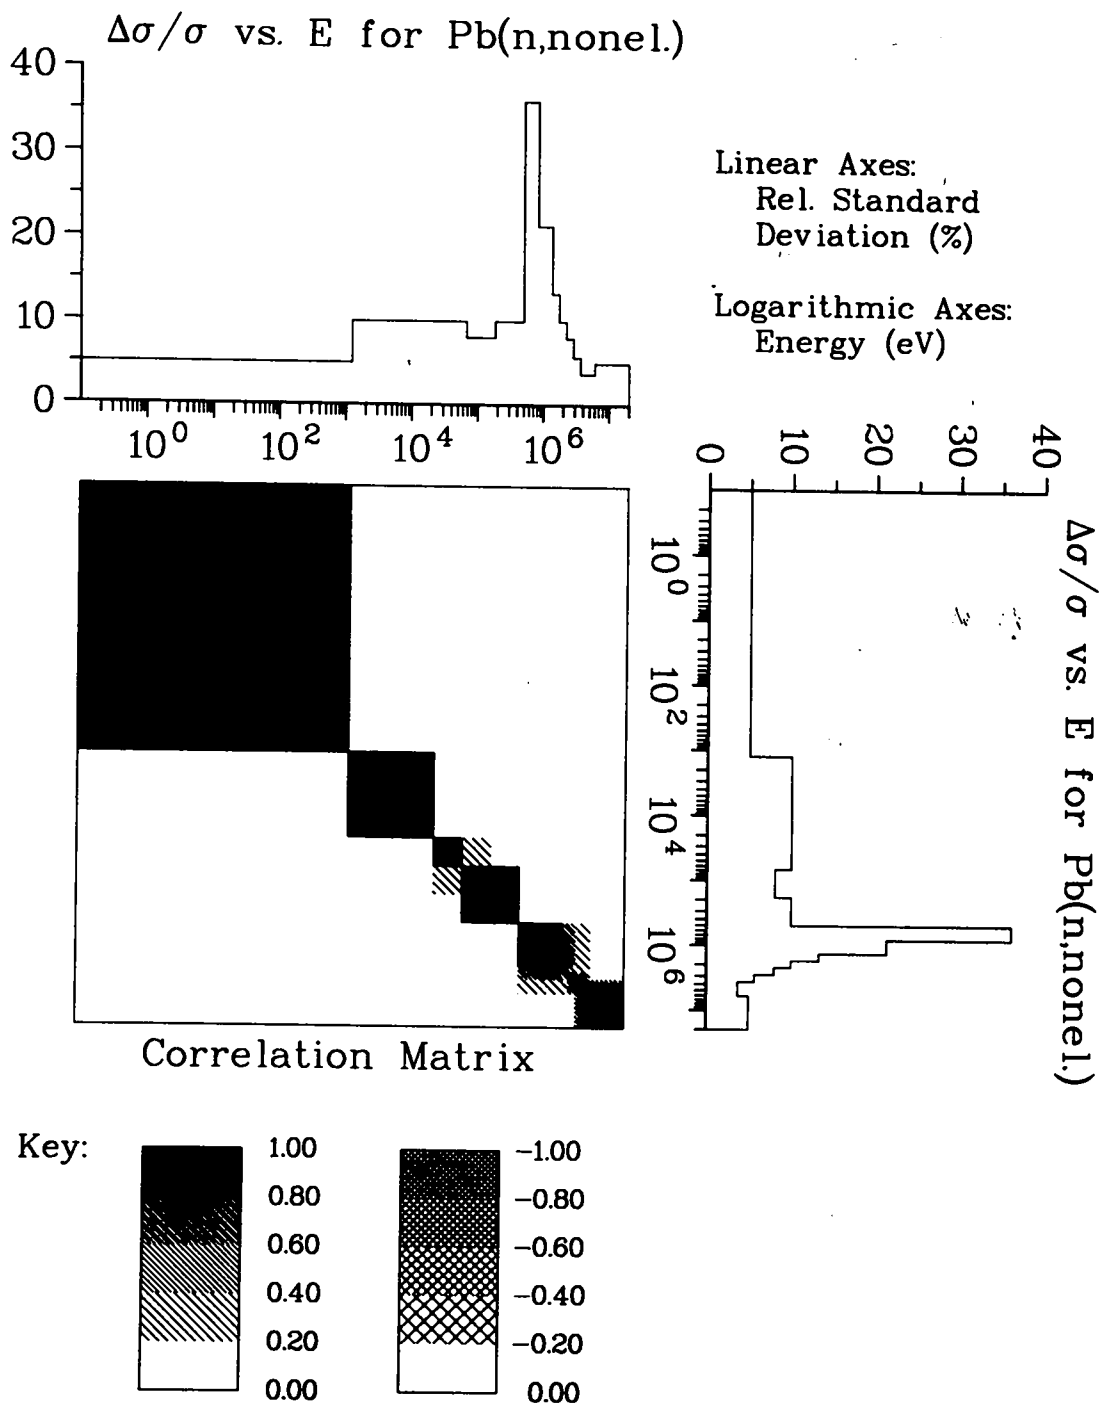 Δσ/σ vs. E for Pb(n,nonel.)
40
30
20
10
0
10^0 10^2 10^4 10^6
Linear Axes:
Rel. Standard
Deviation (%)
Logarithmic Axes:
Energy (eV)
0 10 20 30 40
10^0
10^2
10^4
10^6
Δσ/σ vs. E for Pb(n,nonel.)
Correlation Matrix
Key:
1.00
0.80
0.60
0.40
0.20
0.00
-1.00
-0.80
-0.60
-0.40
-0.20
0.00